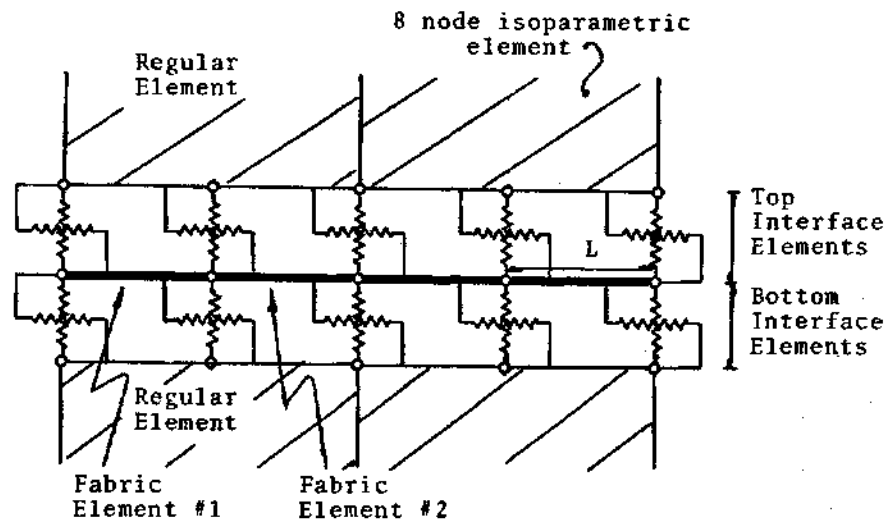 8 node isoparametric
element
Regular
Element
Top
Interface
Elements
L
Bottom
Interface
Elements
Regular
Element
Fabric
Element #1
Fabric
Element #2